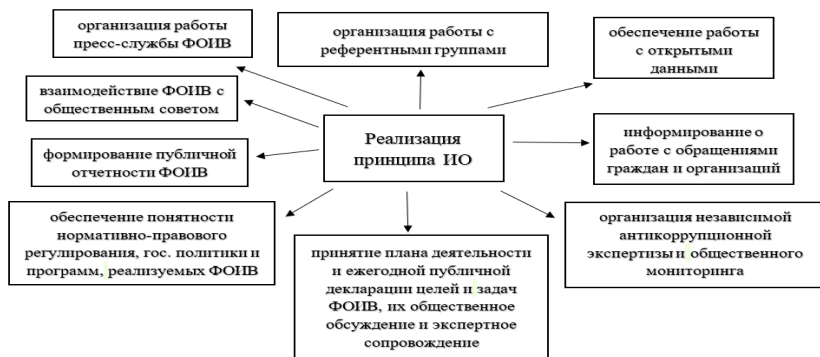 организация работы
пресс-службы ФОИВ
организация работы с
референтными группами
обеспечение работы
с открытыми
данными
взаимодействие ФОИВ с
общественным советом
Реализация
принципа ИО
информирование о
работе с обращениями
граждан и организаций
формирование публичной
отчетности ФОИВ
обеспечение понятности
нормативно-правового
регулирования, гос. политики и
программ, реализуемых ФОИВ
принятие плана деятельности
и ежегодной публичной
декларации целей и задач
ФОИВ, их общественное
обсуждение и экспертное
сопровождение
организация независимой
антикоррупционной
экспертизы и общественного
мониторинга